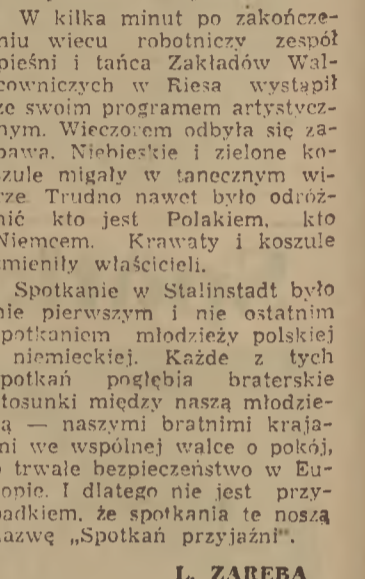 W kilka minut po zakończe-
niu wiecu robotniczy zespół
pieśni i tańca Zakładów Wal-
cowniczych w Riesa wystąpił
ze swoim programem artystycz-
nym. Wieczorem odbyła się za-
bawa. Niebieskie i zielone ko-
szule migały w tanecznym wi-
rze. Trudno nawet było odróż-
nić kto jest Polakiem, kto
Niemcem. Krawaty i koszule
zmieniły właścicieli.
Spotkanie w Stalinstadt było
nie pierwszym i nie ostatnim
spotkaniem młodzieży polskiej
i niemieckiej. Każde z tych
spotkań pogłębia braterskie
stosunki między naszą młodzie-
żą — naszymi bratnimi kraja-
mi we wspólnej walce o pokój,
o trwałe bezpieczeństwo w Eu-
ropie. I dlatego nie jest przy-
padkiem, że spotkania te noszą
nazwę „Spotkań przyjaźni".
L. ZARĘBA